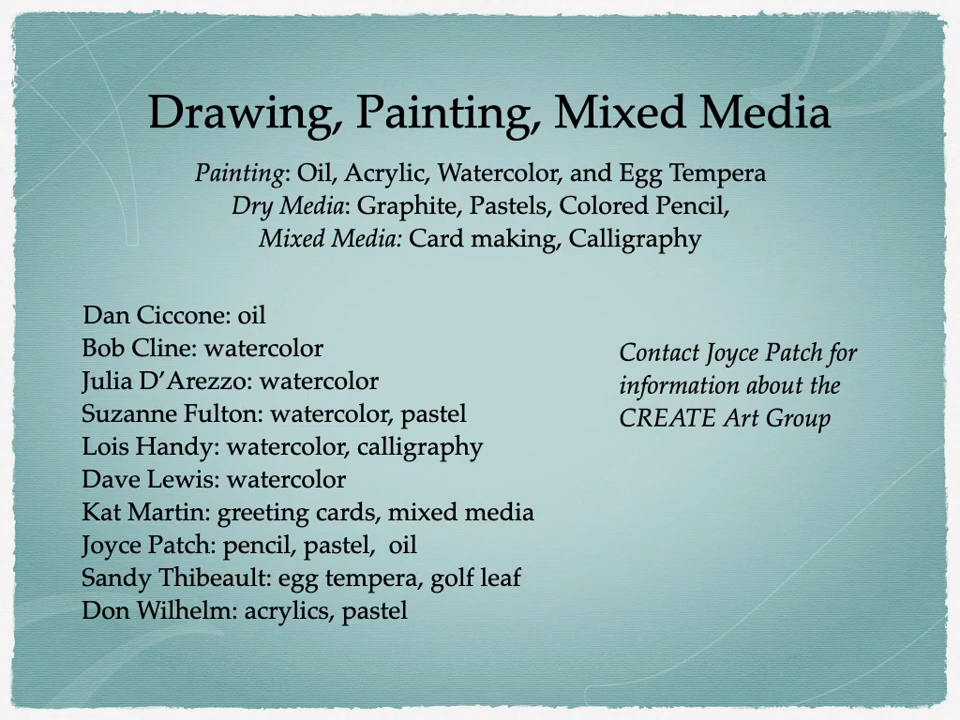 Drawing, Painting, Mixed Media
Painting: Oil, Acrylic, Watercolor, and Egg Tempera
Dry Media: Graphite, Pastels, Colored Pencil,
Mixed Media: Card making, Calligraphy
Dan Ciccone: oil
Bob Cline: watercolor
Julia D’Arezzo: watercolor
Suzanne Fulton: watercolor, pastel
Lois Handy: watercolor, calligraphy
Dave Lewis: watercolor
Kat Martin: greeting cards, mixed media
Joyce Patch: pencil, pastel,  oil
Sandy Thibeault: egg tempera, golf leaf
Don Wilhelm: acrylics, pastel
Contact Joyce Patch for
information about the
CREATE Art Group